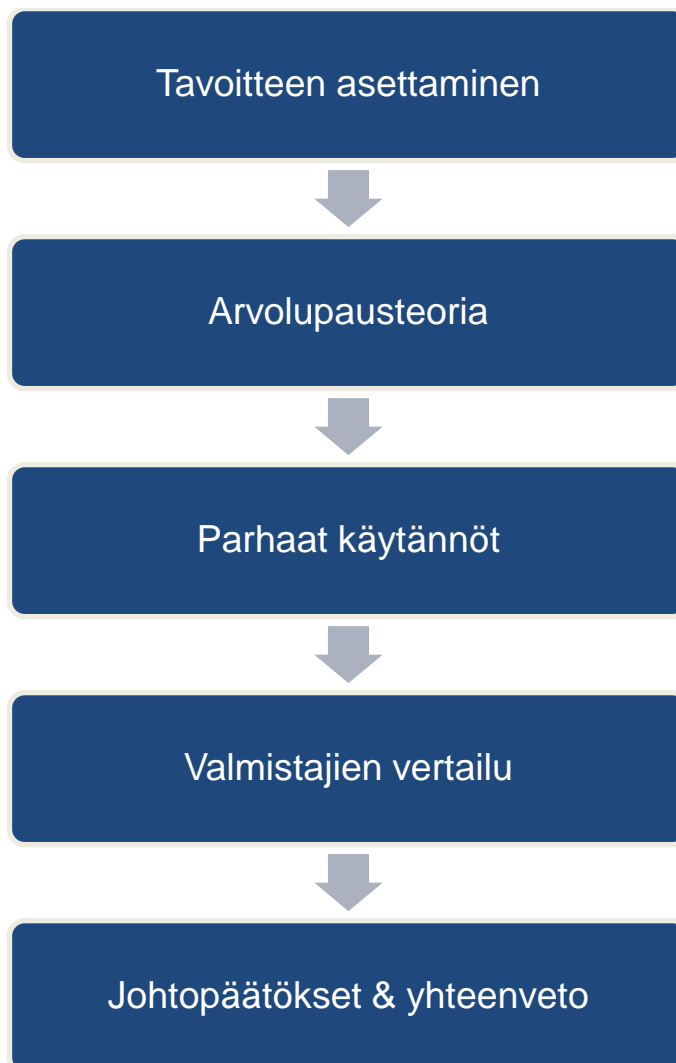 Tavoitteen asettaminen
Arvolupausteoria
Parhaat käytännöt
Valmistajien vertailu
Johtopäätökset & yhteenveto